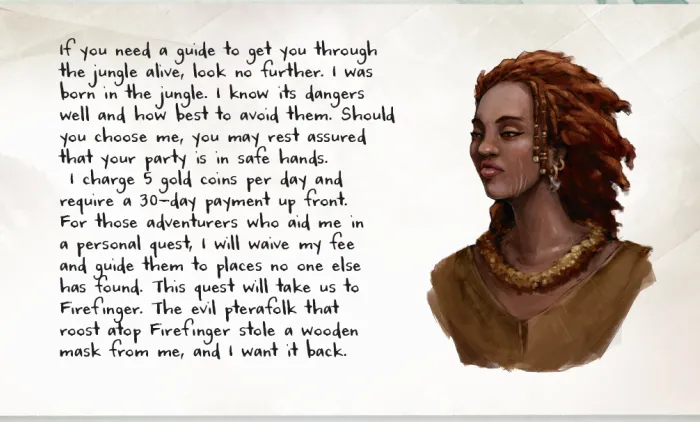 If you need a guide to get you through
the jungle alive, look no further. I was
born in the jungle. I know its dangers
well and how best to avoid them. Should
you choose me, you may rest assured
that your party is in safe hands.
I charge 5 gold coins per day and
require a 30-day payment up front.
For those adventurers who aid me in
a personal quest, I will waive my fee
and guide them to places no one else
has found. This quest will take us to
Firefinger. The evil pterafolk that
roost atop Firefinger stole a wooden
mask from me, and I want it back.